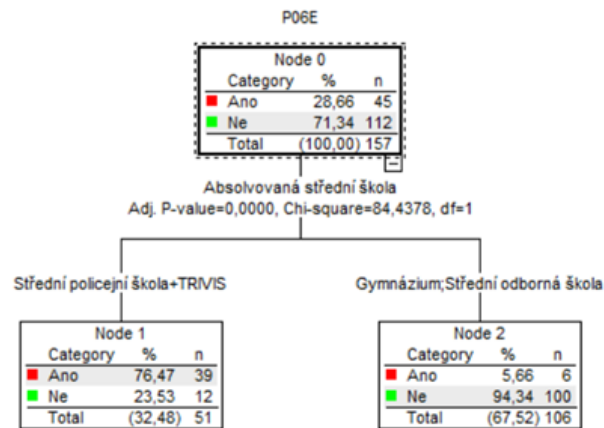 P06E
Node 0
Category % n
Ano 28,66 45
Ne 71,34 112
Total (100,00) 157
Absolvovaná střední škola
Adj. P-value=0,0000, Chi-square=84,4378, df=1
Střední policejní škola+TRIVIS
Gymnázium;Střední odborná škola
Node 1
Category % n
Ano 76,47 39
Ne 23,53 12
Total (32,48) 51
Node 2
Category % n
Ano 5,66 6
Ne 94,34 100
Total (67,52) 106